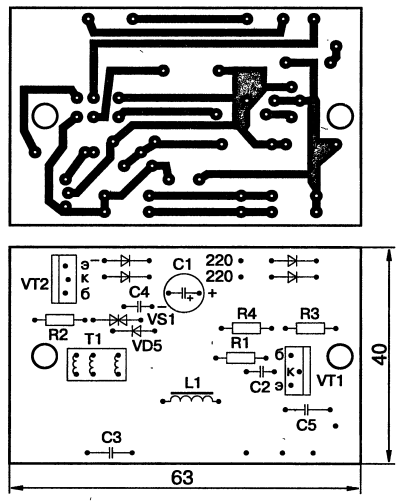 э
VT2
к
б
C4
C1
+
+
220
220
VS1
R2
T1
VD5
R4
R3
R1
C2
б
к
э
VT1
L1
C5
C3
40
63